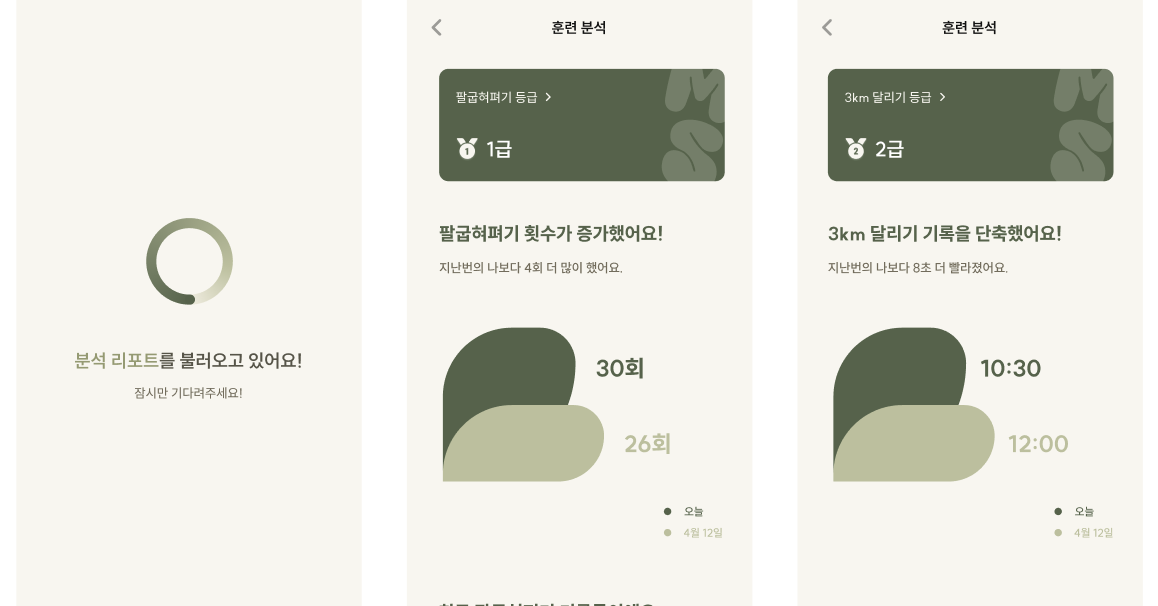 분석 리포트를 불러오고 있어요!
잠시만 기다려주세요!
훈련 분석
팔굽혀펴기 등급 >
1
1급
팔굽혀펴기 횟수가 증가했어요!
지난번의 나보다 4회 더 많이 했어요.
30회
26회
오늘
4월 12일
훈련 분석
3km 달리기 등급 >
2
2급
3km 달리기 기록을 단축했어요!
지난번의 나보다 8초 더 빨라졌어요.
10:30
12:00
오늘
4월 12일